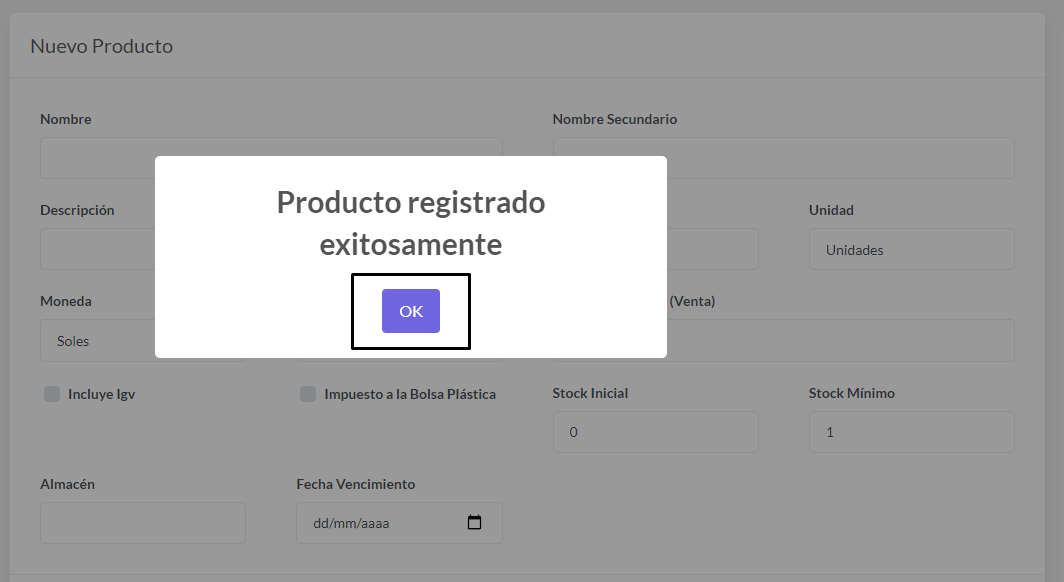 Nuevo Producto
Nombre
Nombre Secundario
Producto registrado
exitosamente
OK
Descripción
Unidad
Unidades
Moneda
(Venta)
Soles
Incluye Igv
Impuesto a la Bolsa Plástica
Stock Inicial
Stock Mínimo
0
1
Almacén
Fecha Vencimiento
dd/mm/aaaa